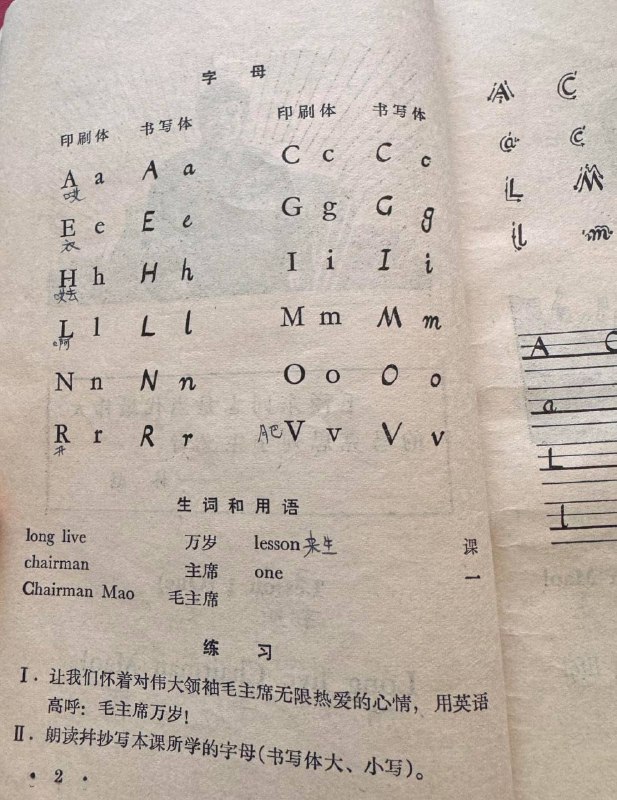 字 母
印刷体 书写体 印刷体 书写体
A a A a C c C c
哎
E e E e G g G g
衣
H h H h I i I i
哎去
L l L l M m M m
N n N n O o O o
R r R r V v V v
生 词 和 用 语
long live 万岁 lesson 来生 课
chairman 主席 one 一
Chairman Mao 毛主席
练 习
I. 让我们怀着对伟大领袖毛主席无限热爱的心情，用英语
高呼：毛主席万岁！
II. 朗读并抄写本课所学的字母(书写体大、小写)。
· 2 ·
A C
a c
L M
l m
A C
a
L
l